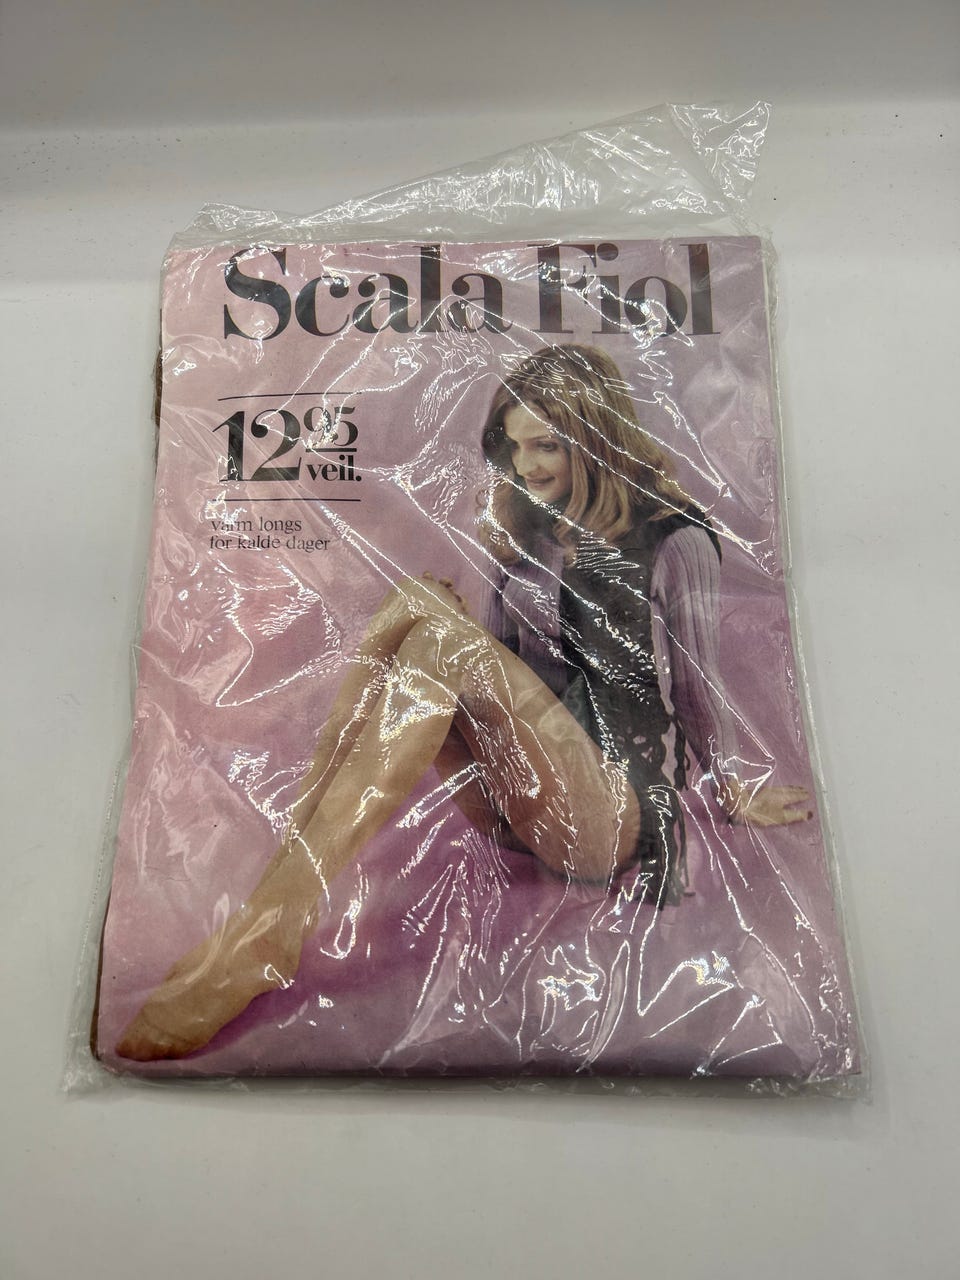 Scala Fiol
12 95
veil.
varm longs
for kalde dager